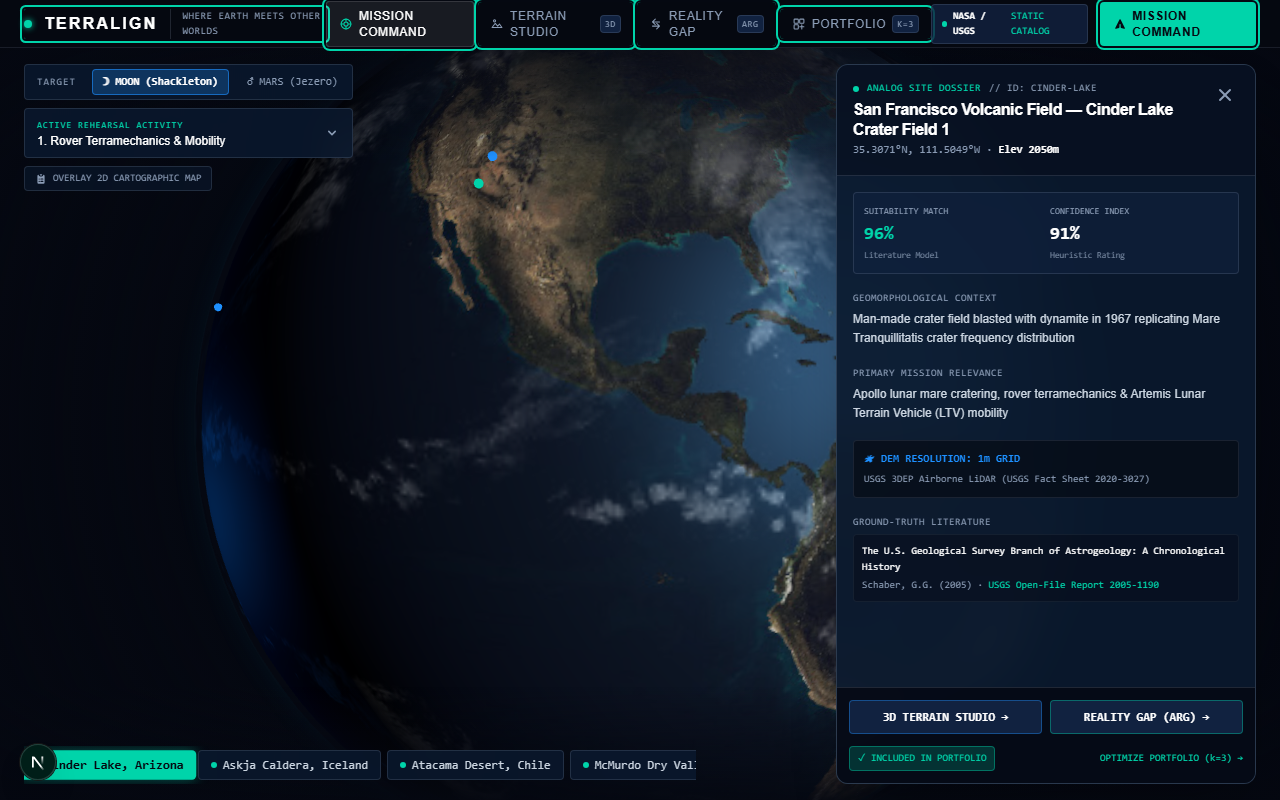 TERRALIGN
WHERE EARTH MEETS OTHER
WORLDS
MISSION
COMMAND
TERRAIN
STUDIO
3D
REALITY
GAP
ARG
PORTFOLIO
K=3
NASA /
USGS
STATIC
CATALOG
MISSION
COMMAND
TARGET
MOON (Shackleton)
♂ MARS (Jezero)
ACTIVE REHEARSAL ACTIVITY
1. Rover Terramechanics & Mobility
OVERLAY 2D CARTOGRAPHIC MAP
ANALOG SITE DOSSIER // ID: CINDER-LAKE
San Francisco Volcanic Field — Cinder Lake
Crater Field 1
35.3071°N, 111.5049°W · Elev 2050m
SUITABILITY MATCH
96%
Literature Model
CONFIDENCE INDEX
91%
Heuristic Rating
GEOMORPHOLOGICAL CONTEXT
Man-made crater field blasted with dynamite in 1967 replicating Mare
Tranquillitatis crater frequency distribution
PRIMARY MISSION RELEVANCE
Apollo lunar mare cratering, rover terramechanics & Artemis Lunar
Terrain Vehicle (LTV) mobility
DEM RESOLUTION: 1m GRID
USGS 3DEP Airborne LiDAR (USGS Fact Sheet 2020-3027)
GROUND-TRUTH LITERATURE
The U.S. Geological Survey Branch of Astrogeology: A Chronological
History
Schaber, G.G. (2005) · USGS Open-File Report 2005-1190
3D TERRAIN STUDIO →
REALITY GAP (ARG) →
✓ INCLUDED IN PORTFOLIO
OPTIMIZE PORTFOLIO (k=3) →
N
inder Lake, Arizona
Askja Caldera, Iceland
Atacama Desert, Chile
McMurdo Dry Val